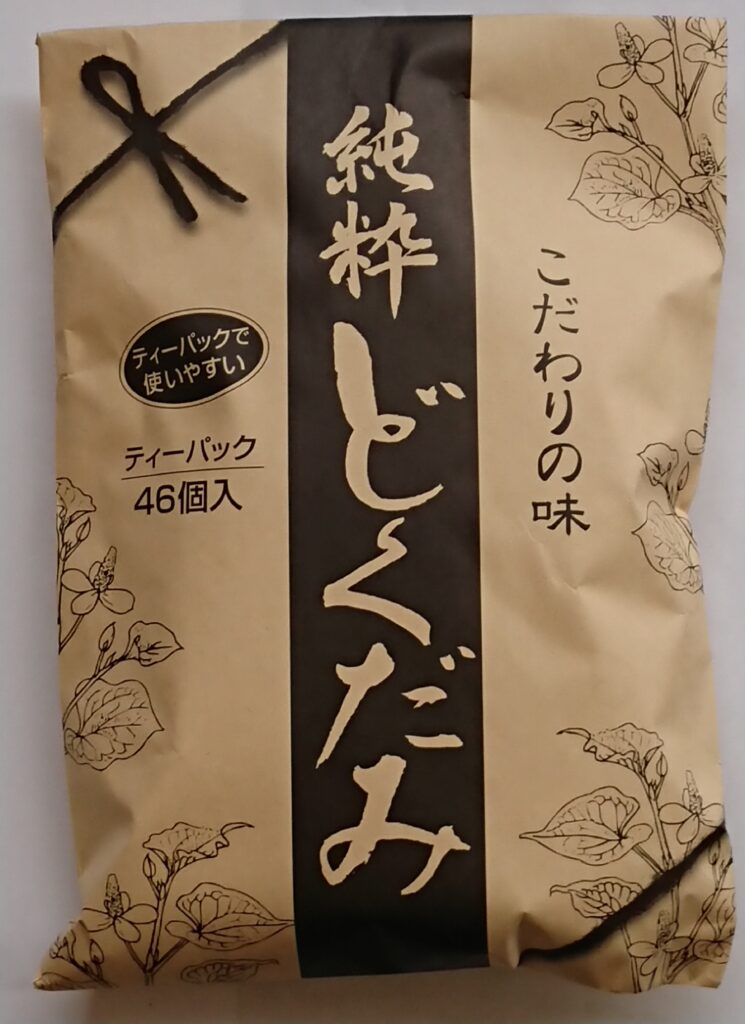 純粋どくだみ
こだわりの味
ティーパックで
使いやすい
ティーパック
46個入